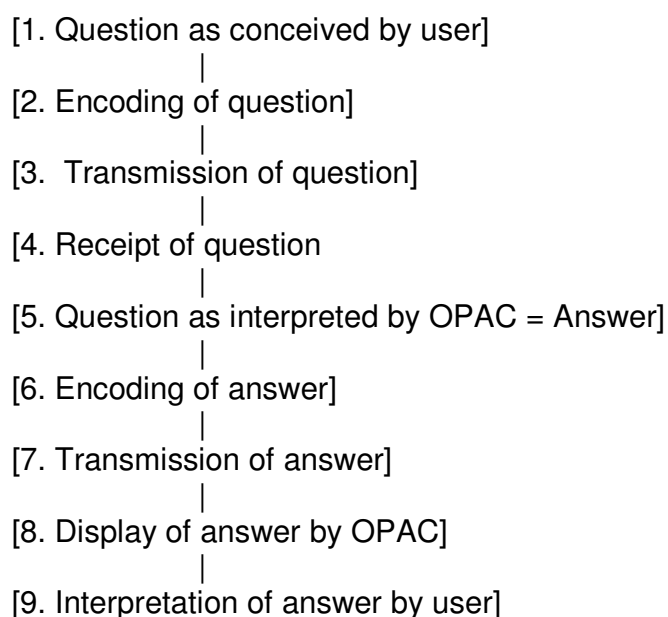 [1. Question as conceived by user]
|
[2. Encoding of question]
|
[3. Transmission of question]
|
[4. Receipt of question
|
[5. Question as interpreted by OPAC = Answer]
|
[6. Encoding of answer]
|
[7. Transmission of answer]
|
[8. Display of answer by OPAC]
|
[9. Interpretation of answer by user]